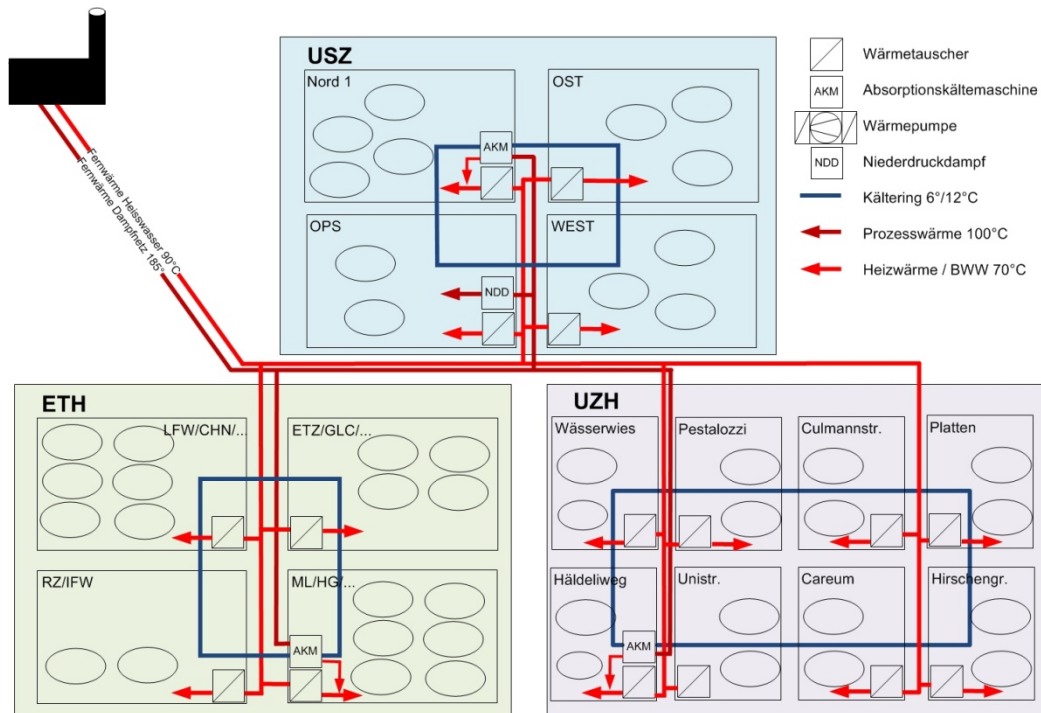 USZ
Nord 1
OST
AKM
OPS
WEST
NDD
Wärmetauscher
AKM
Absorptionskältemaschine
Wärmepumpe
NDD
Niederdruckdampf
Kältering 6°/12°C
Prozesswärme 100°C
Heizwärme / BWW 70°C
Fernwärme Heisswasser 90°C
Fernwärme Dampfnetz 185°
ETH
LFW/CHN/...
ETZ/GLC/...
RZ/IFW
ML/HG/...
AKM
UZH
Wässerwies
Pestalozzi
Culmannstr.
Platten
Häldeliweg
Unistr.
Careum
Hirschengr.
AKM